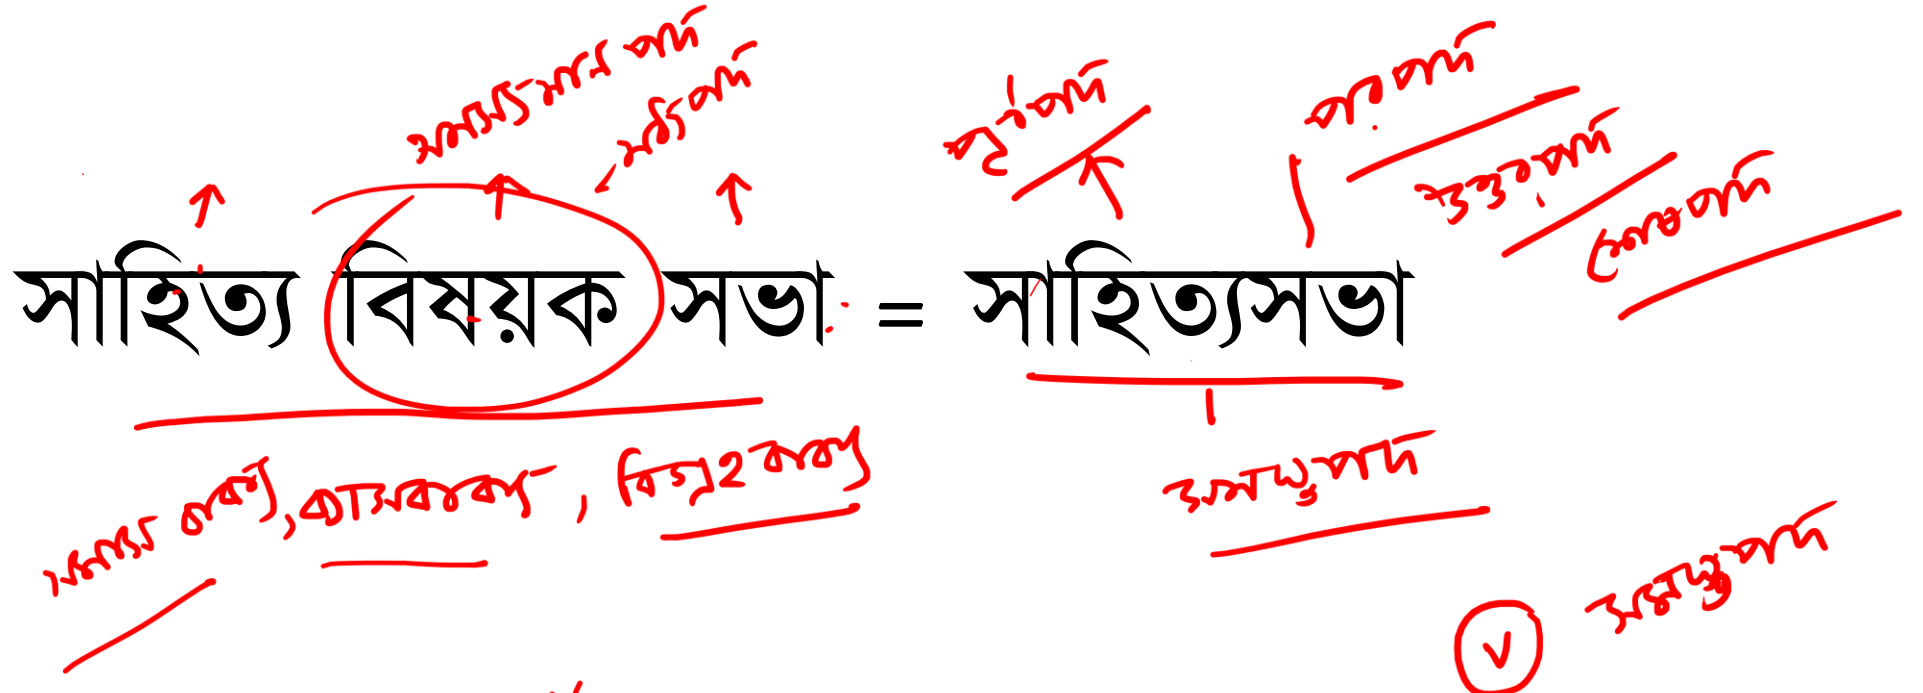 সমস্যমান পদ
মধ্যপদ
পূর্বপদ
পরপদ
উত্তরপদ
শেষপদ
সাহিত্য বিষয়ক সভা = সাহিত্যসভা
সমাস বাক্য, ব্যাসবাক্য, বিগ্রহবাক্য
সমস্তপদ
সমস্তপদ